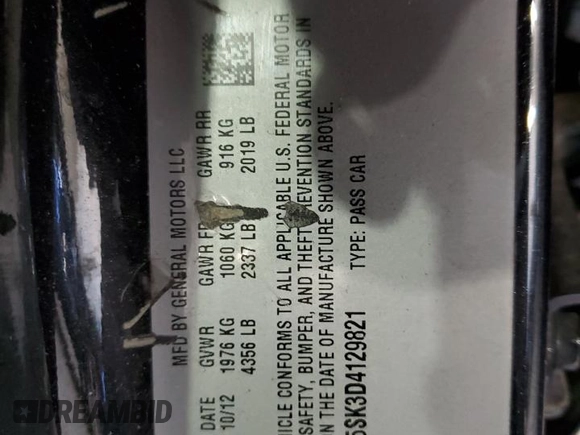 MFD BY GENERAL MOTORS LLC
DATE GVWR GAWR FR GAWR RR
10/12 1976 KG 1060 KG 916 KG
4356 LB 2337 LB 2019 LB
ICLE CONFORMS TO ALL APPLICABLE U.S. FEDERAL MOTOR
SAFETY, BUMPER, AND THEFT PREVENTION STANDARDS IN
N THE DATE OF MANUFACTURE SHOWN ABOVE.
5SK3D4129821 TYPE: PASS CAR
DREAMBID